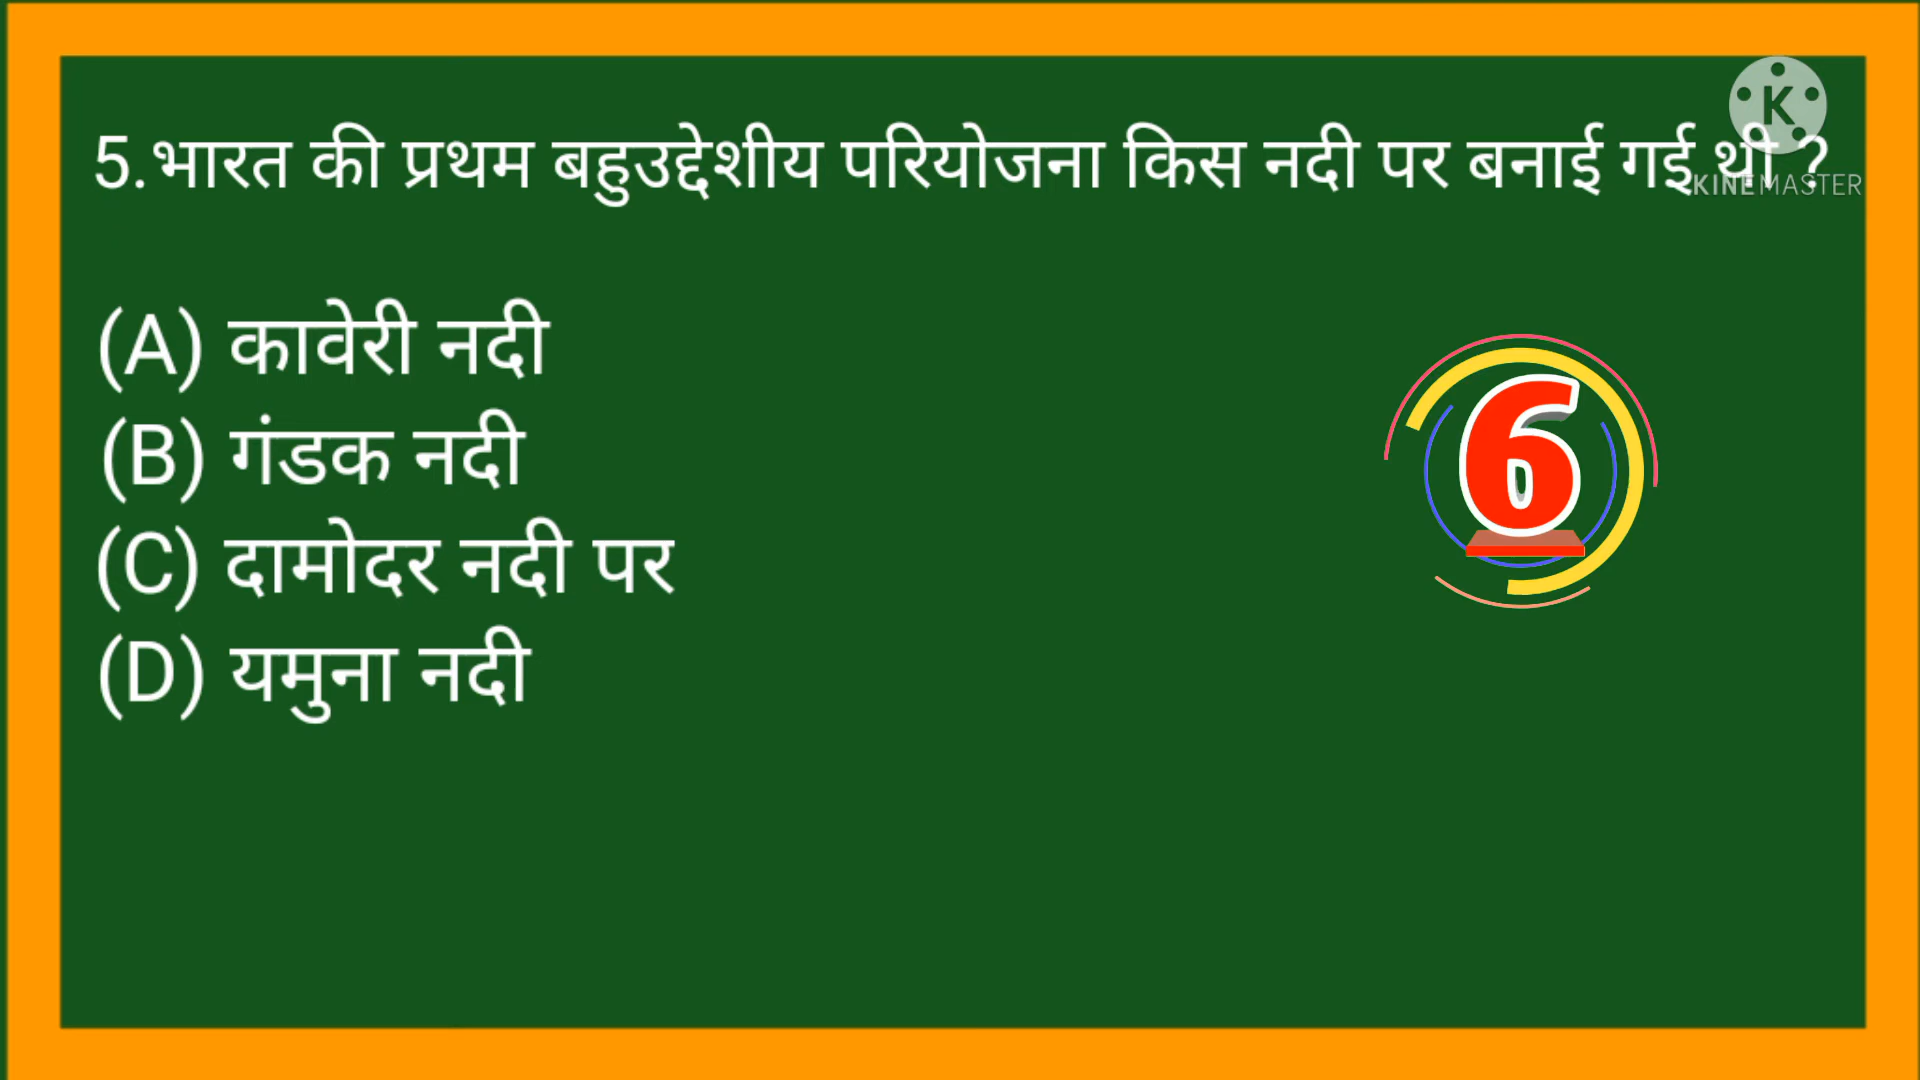 5.भारत की प्रथम बहुउद्देशीय परियोजना किस नदी पर बनाई गई थी ?
KINEMASTER
(A) कावेरी नदी
(B) गंडक नदी
(C) दामोदर नदी पर
(D) यमुना नदी
6